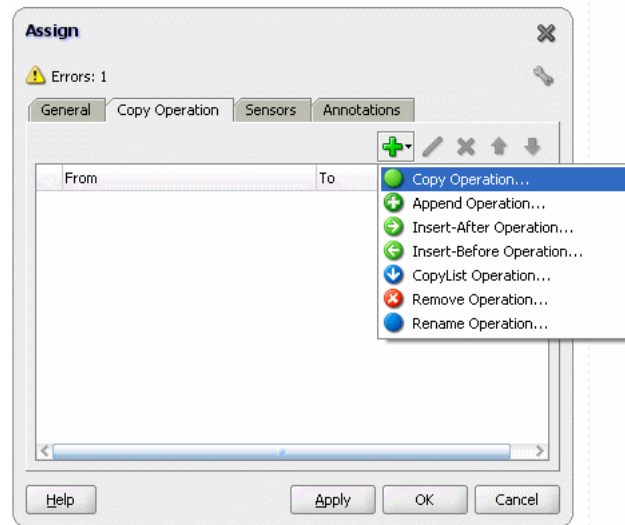 Assign
Errors: 1
General Copy Operation Sensors Annotations
From To
Copy Operation...
Append Operation...
Insert-After Operation...
Insert-Before Operation...
CopyList Operation...
Remove Operation...
Rename Operation...
Help Apply OK Cancel